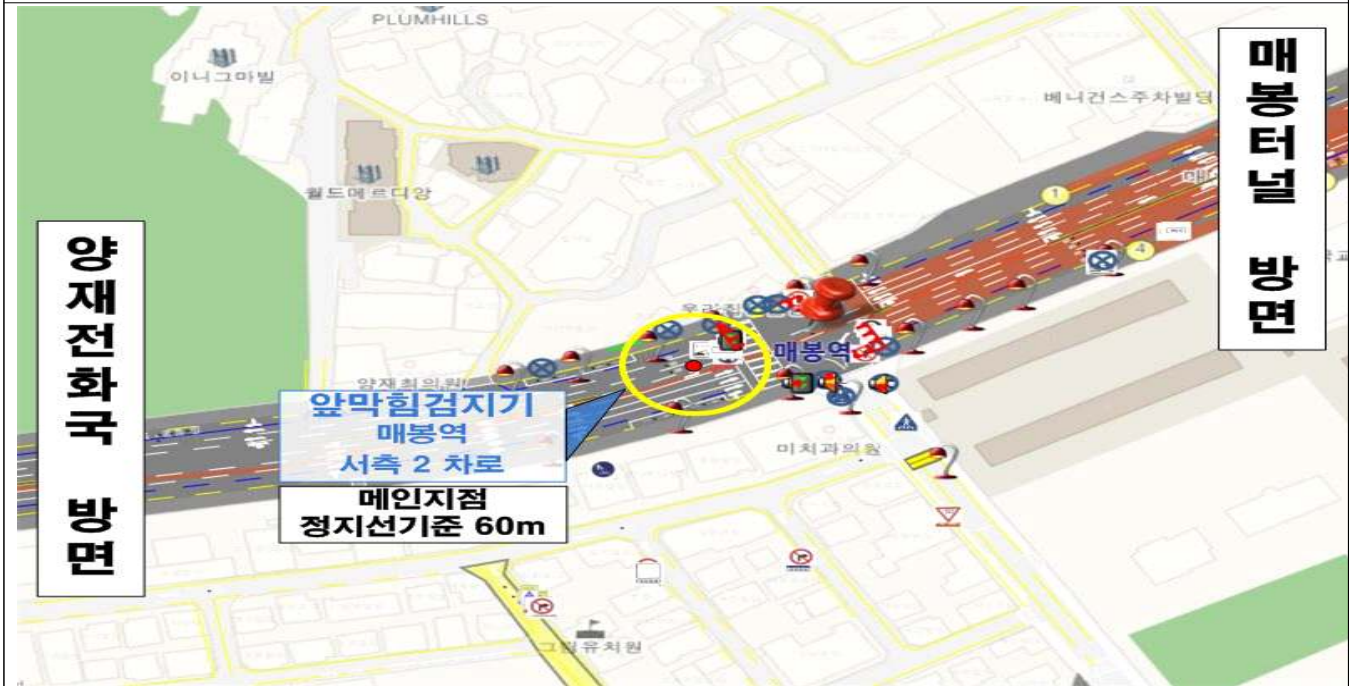 PLUMHILLS
이니그마빌
베니건스주차빌딩
매봉터널 방면
월드메르디앙
양재전화국 방면
1
4
매봉역
양재최의원
앞막힘검지기
매봉역
서측 2 차로
메인지점
정지선기준 60m
미치과의원
그림유치원